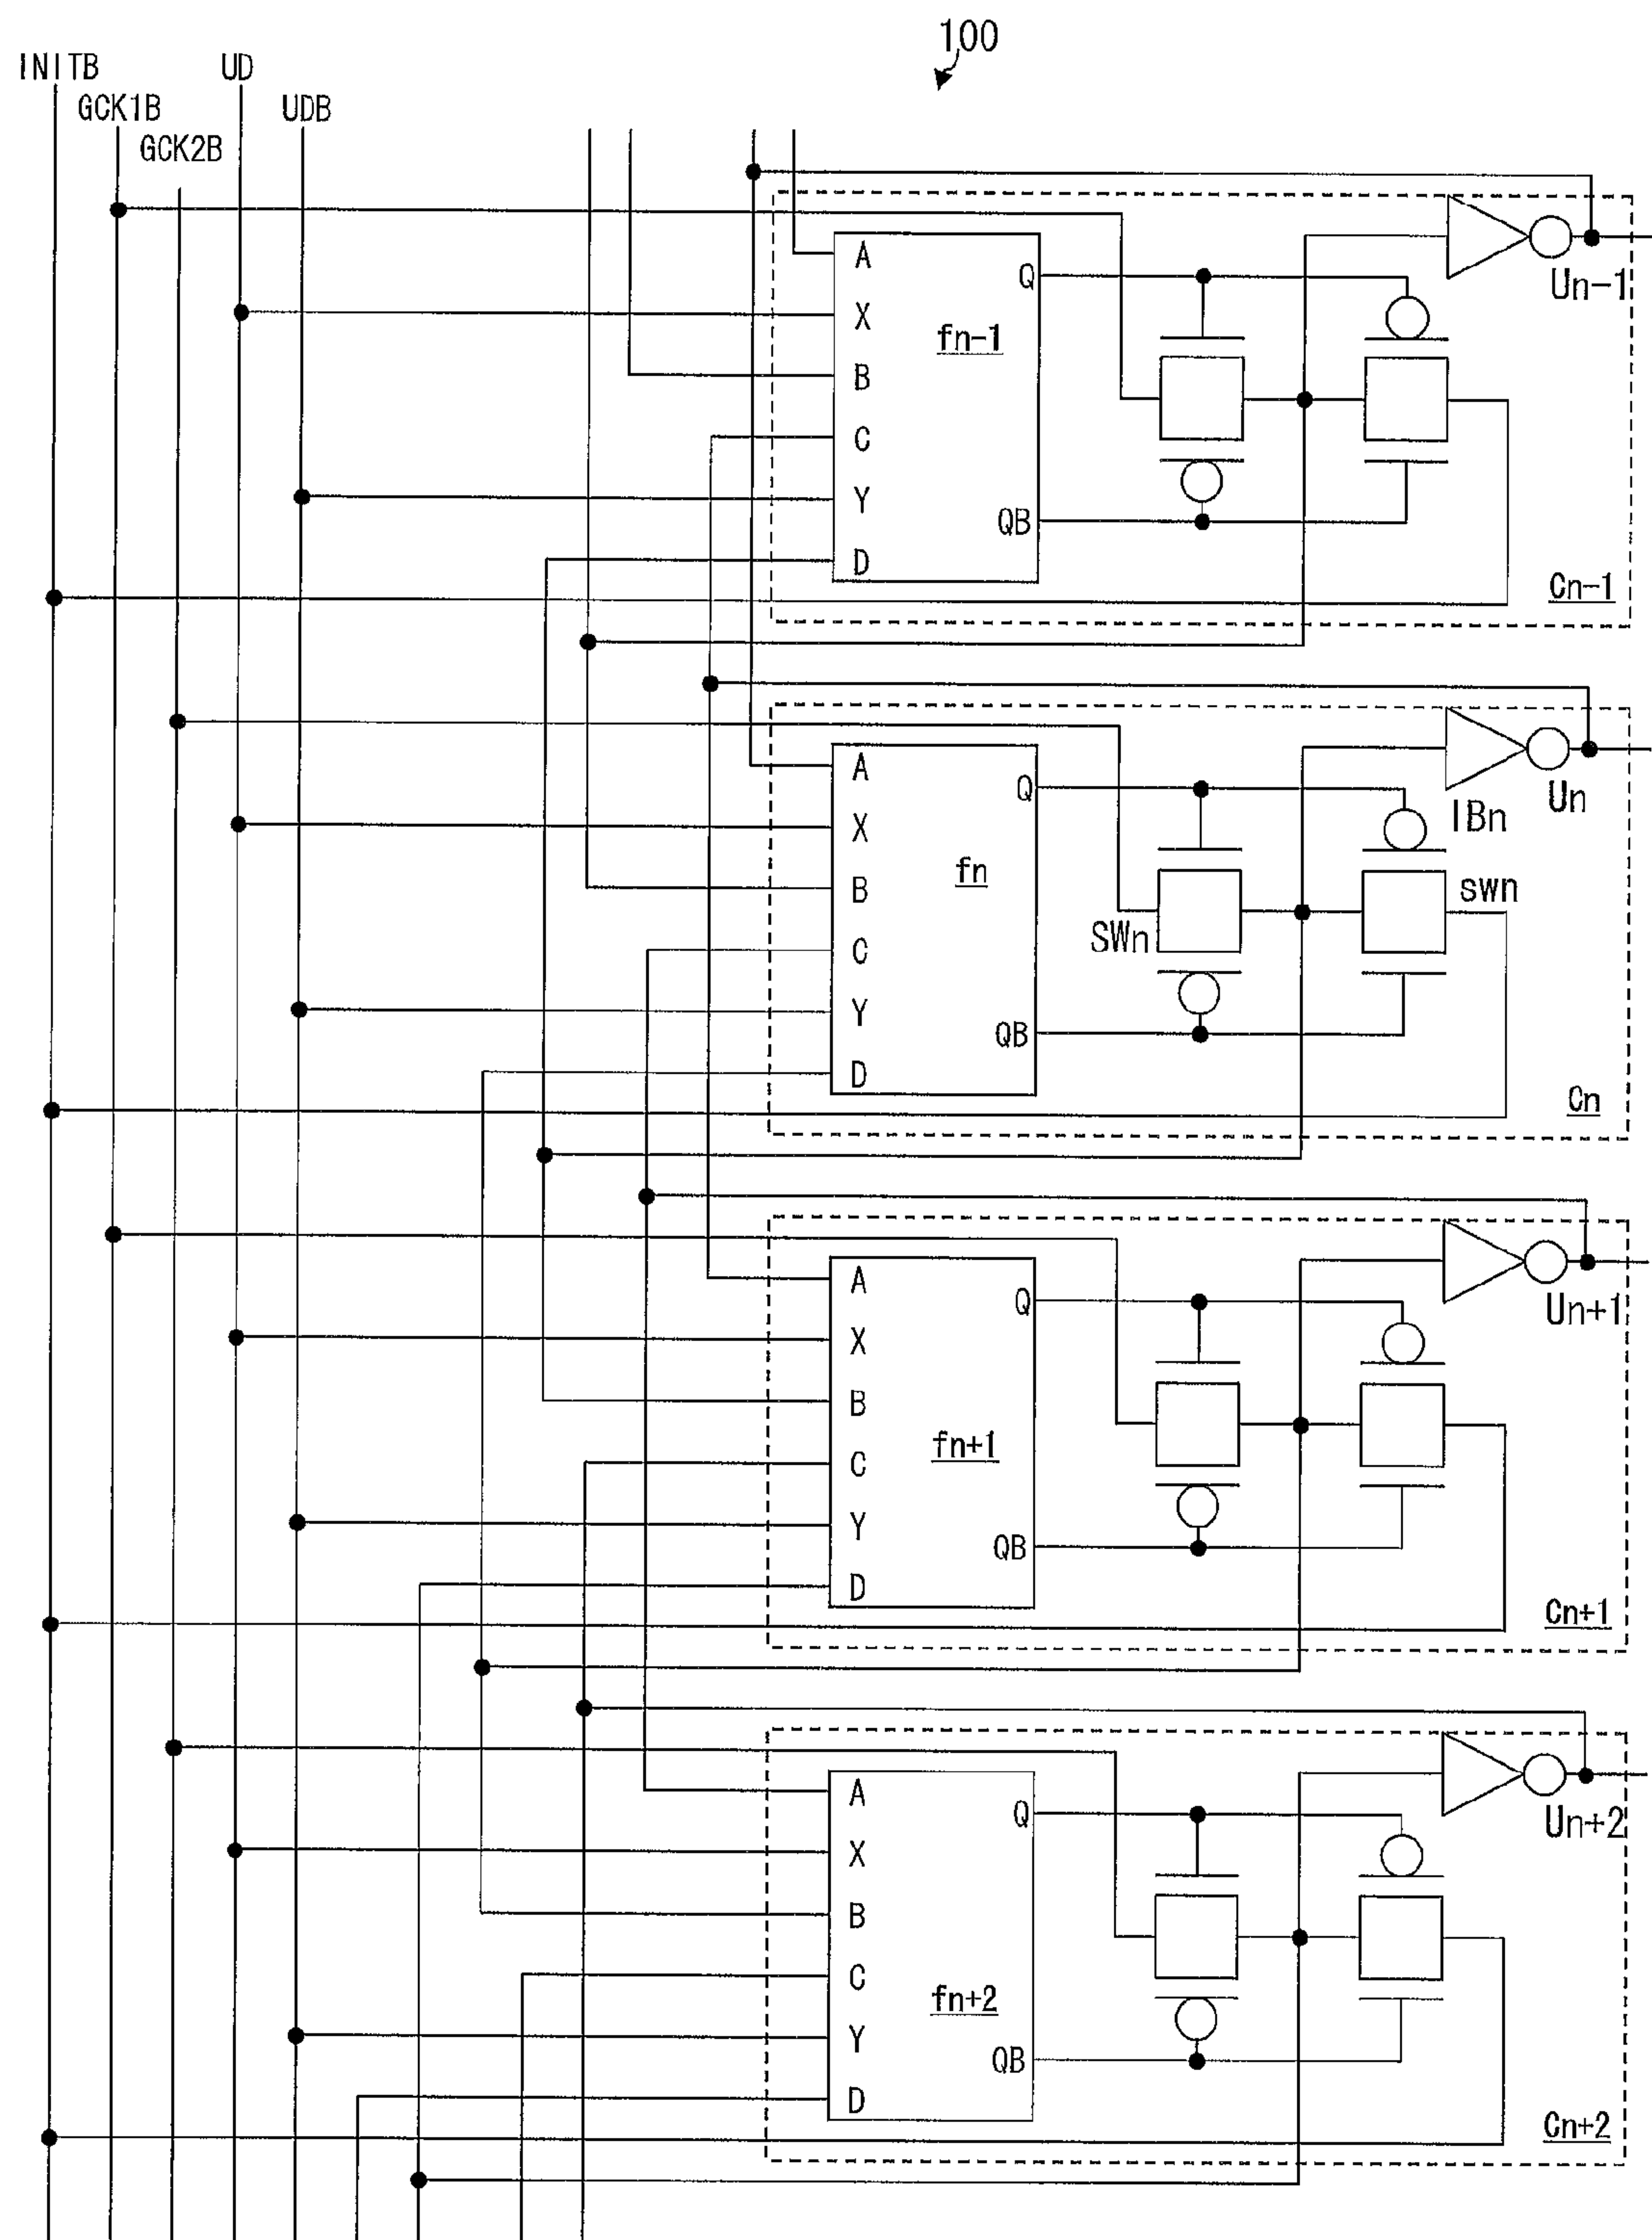 100
INITB
UD
GCK1B
UDB
GCK2B
A
Q
Un-1
X
fn-1
B
C
Y
QB
D
Cn-1
A
Q
Un
IBn
X
fn
B
swn
SWn
C
Y
QB
D
Cn
A
Q
Un+1
X
B
fn+1
C
Y
QB
D
Cn+1
A
Q
Un+2
X
B
C
fn+2
Y
QB
D
Cn+2